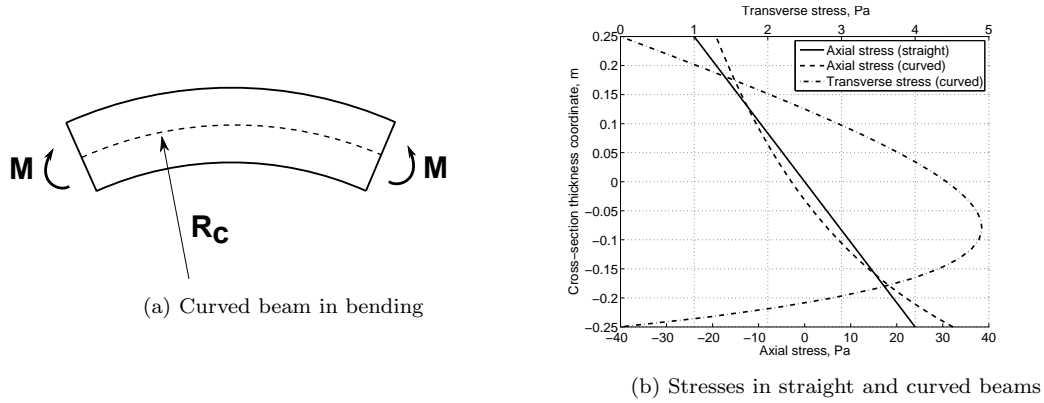 M
M
R_C
(a) Curved beam in bending
Transverse stress, Pa
0 1 2 3 4 5
Axial stress (straight)
Axial stress (curved)
Transverse stress (curved)
Cross−section thickness coordinate, m
0.25
0.2
0.15
0.1
0.05
0
−0.05
−0.1
−0.15
−0.2
−0.25
−40 −30 −20 −10 0 10 20 30 40
Axial stress, Pa
(b) Stresses in straight and curved beams